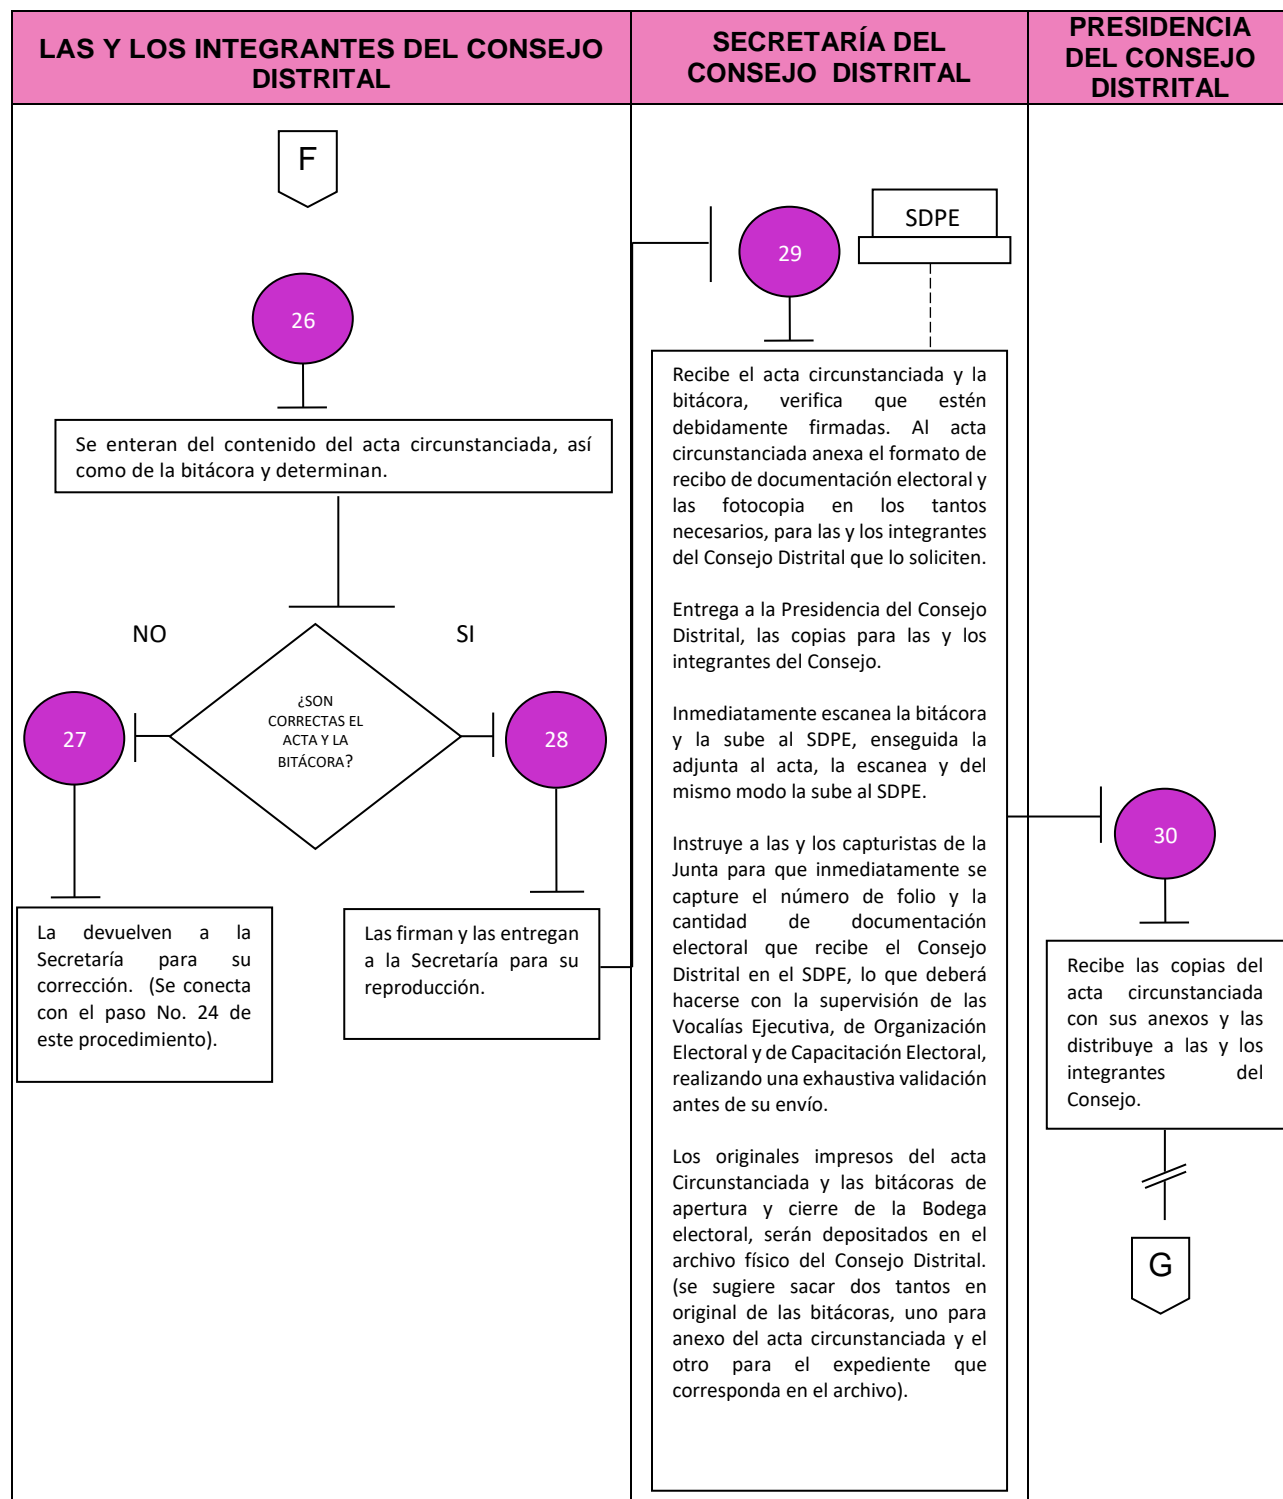 LAS Y LOS INTEGRANTES DEL CONSEJO
DISTRITAL
SECRETARÍA DEL
CONSEJO DISTRITAL
PRESIDENCIA
DEL CONSEJO
DISTRITAL
F
26
Se enteran del contenido del acta circunstanciada, así
como de la bitácora y determinan.
NO
SI
¿SON
CORRECTAS EL
ACTA Y LA
BITÁCORA?
27
28
La devuelven a la
Secretaría para su
corrección. (Se conecta
con el paso No. 24 de
este procedimiento).
Las firman y las entregan
a la Secretaría para su
reproducción.
29
SDPE
Recibe el acta circunstanciada y la
bitácora, verifica que estén
debidamente firmadas. Al acta
circunstanciada anexa el formato de
recibo de documentación electoral y
las fotocopia en los tantos
necesarios, para las y los integrantes
del Consejo Distrital que lo soliciten.
Entrega a la Presidencia del Consejo
Distrital, las copias para las y los
integrantes del Consejo.
Inmediatamente escanea la bitácora
y la sube al SDPE, enseguida la
adjunta al acta, la escanea y del
mismo modo la sube al SDPE.
Instruye a las y los capturistas de la
Junta para que inmediatamente se
capture el número de folio y la
cantidad de documentación
electoral que recibe el Consejo
Distrital en el SDPE, lo que deberá
hacerse con la supervisión de las
Vocalías Ejecutiva, de Organización
Electoral y de Capacitación Electoral,
realizando una exhaustiva validación
antes de su envío.
Los originales impresos del acta
Circunstanciada y las bitácoras de
apertura y cierre de la Bodega
electoral, serán depositados en el
archivo físico del Consejo Distrital.
(se sugiere sacar dos tantos en
original de las bitácoras, uno para
anexo del acta circunstanciada y el
otro para el expediente que
corresponda en el archivo).
30
Recibe las copias del
acta circunstanciada
con sus anexos y las
distribuye a las y los
integrantes del
Consejo.
G